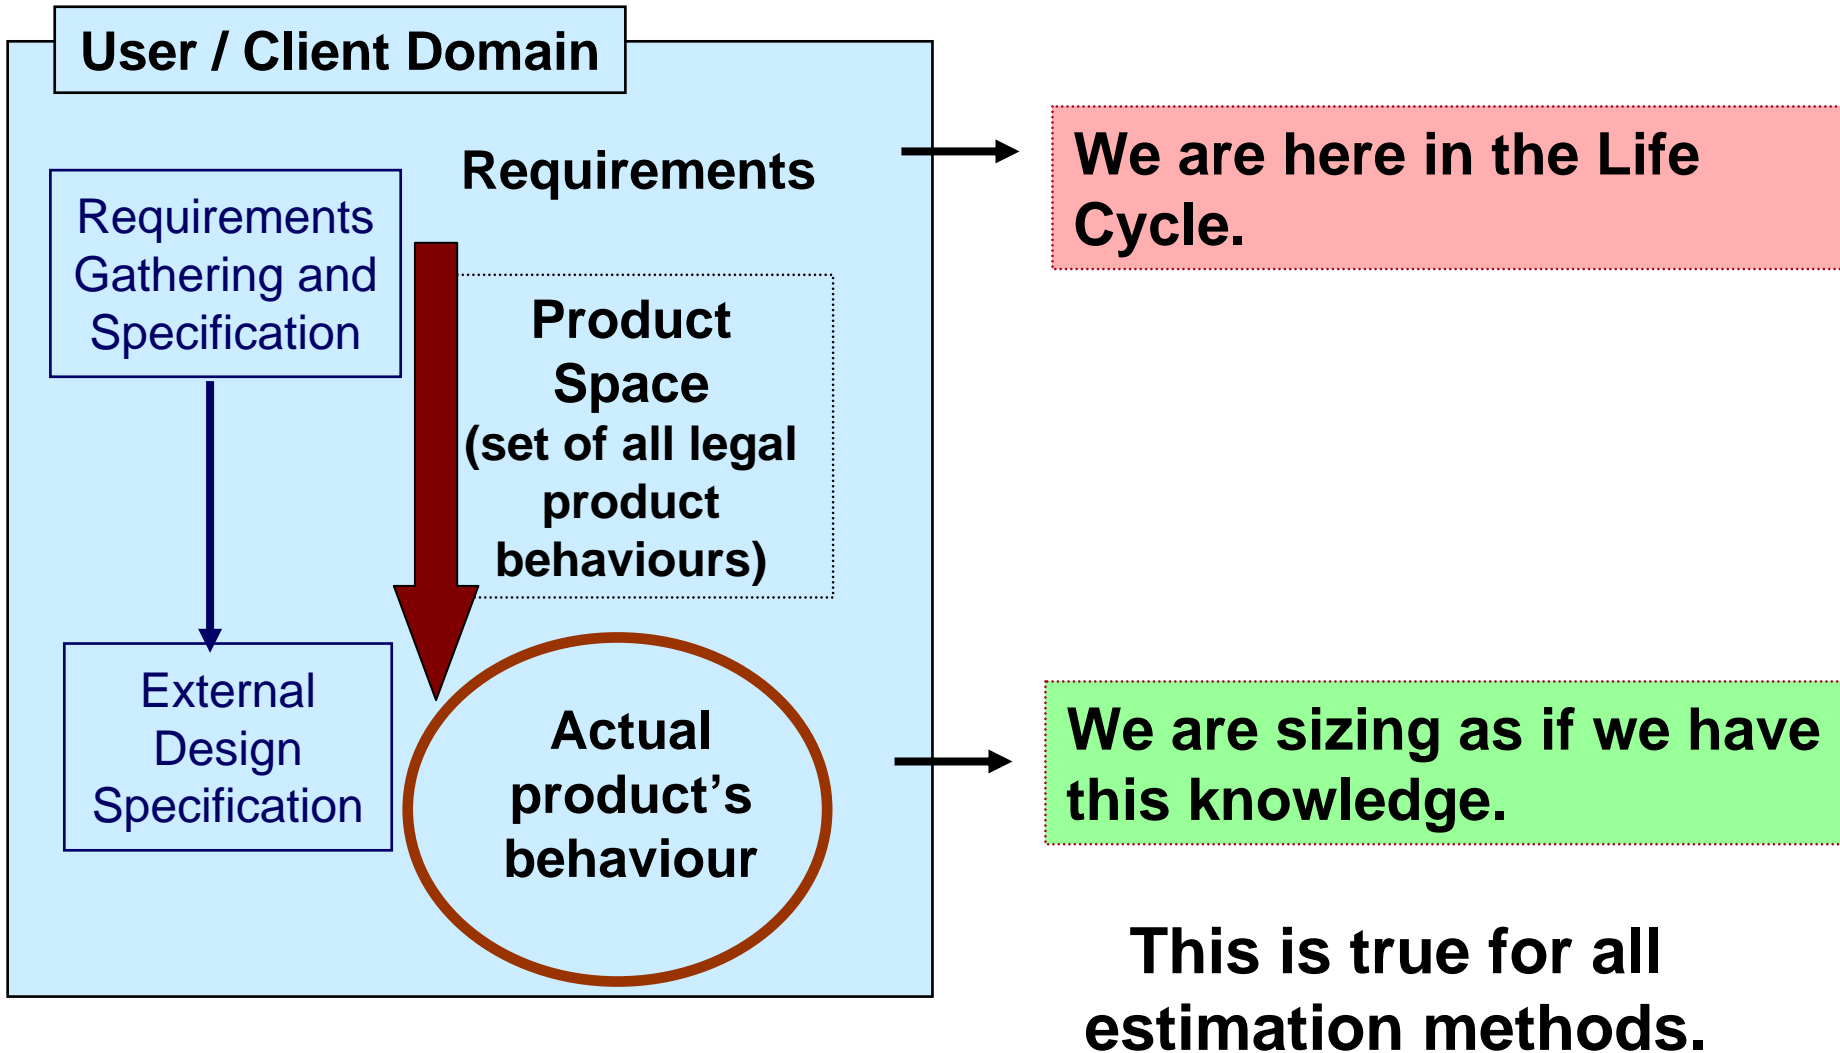 User / Client Domain
Requirements
We are here in the Life
Cycle.
Requirements
Gathering and
Specification
Product
Space
(set of all legal
product
behaviours)
External
Design
Specification
Actual
product’s
behaviour
We are sizing as if we have
this knowledge.
This is true for all
estimation methods.